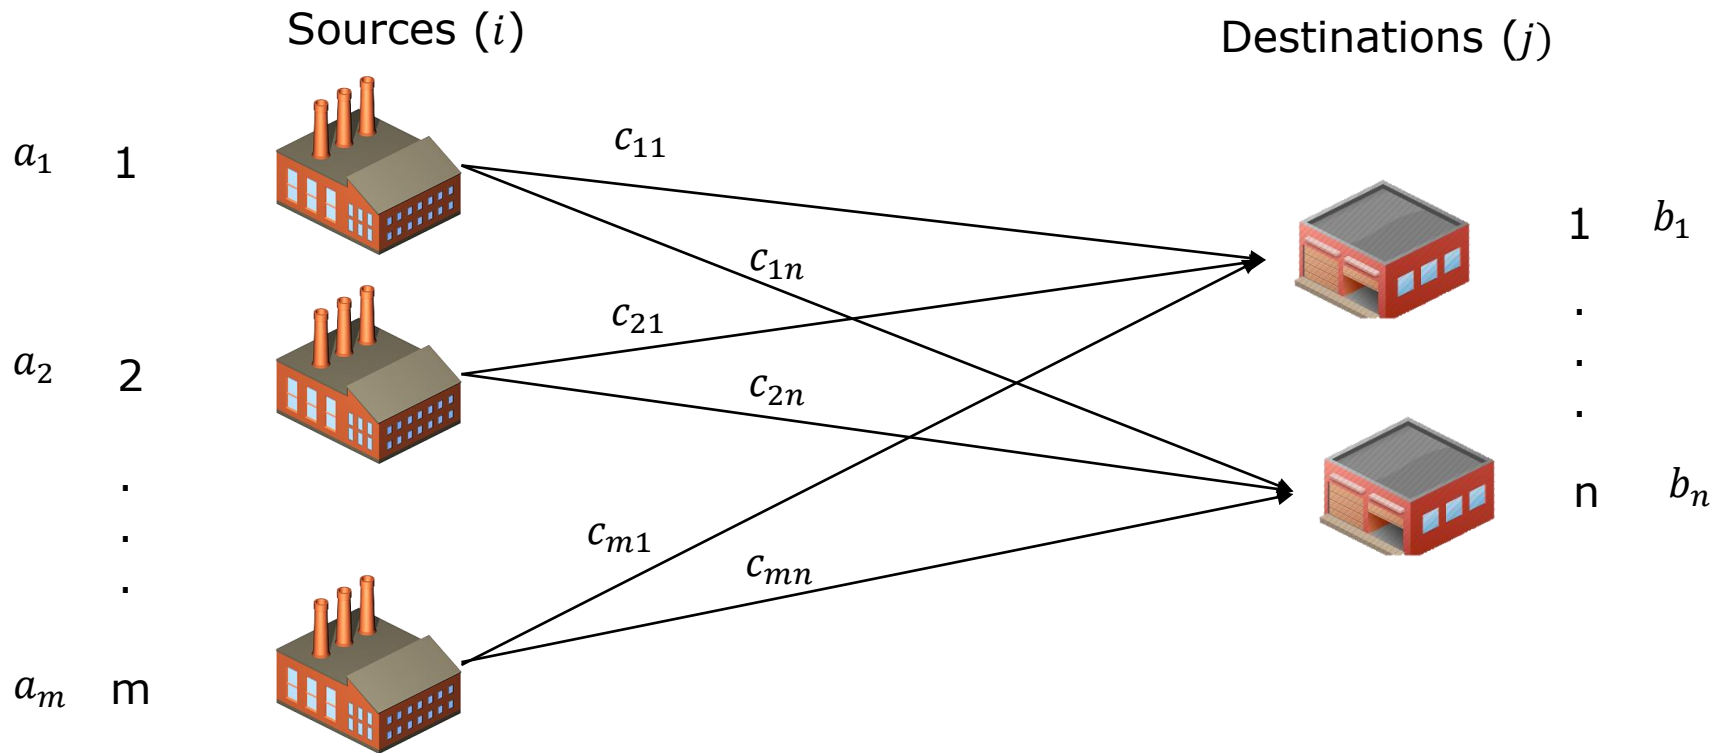 Sources (𝑖)
Destinations (𝑗)
𝑐₁₁
𝑎₁ 1
1 𝑏₁
𝑐₁ₙ
.
𝑐₂₁
.
𝑎₂ 2
𝑐₂ₙ
.
.
n 𝑏ₙ
.
𝑐ₘ₁
𝑐ₘₙ
.
𝑎ₘ m